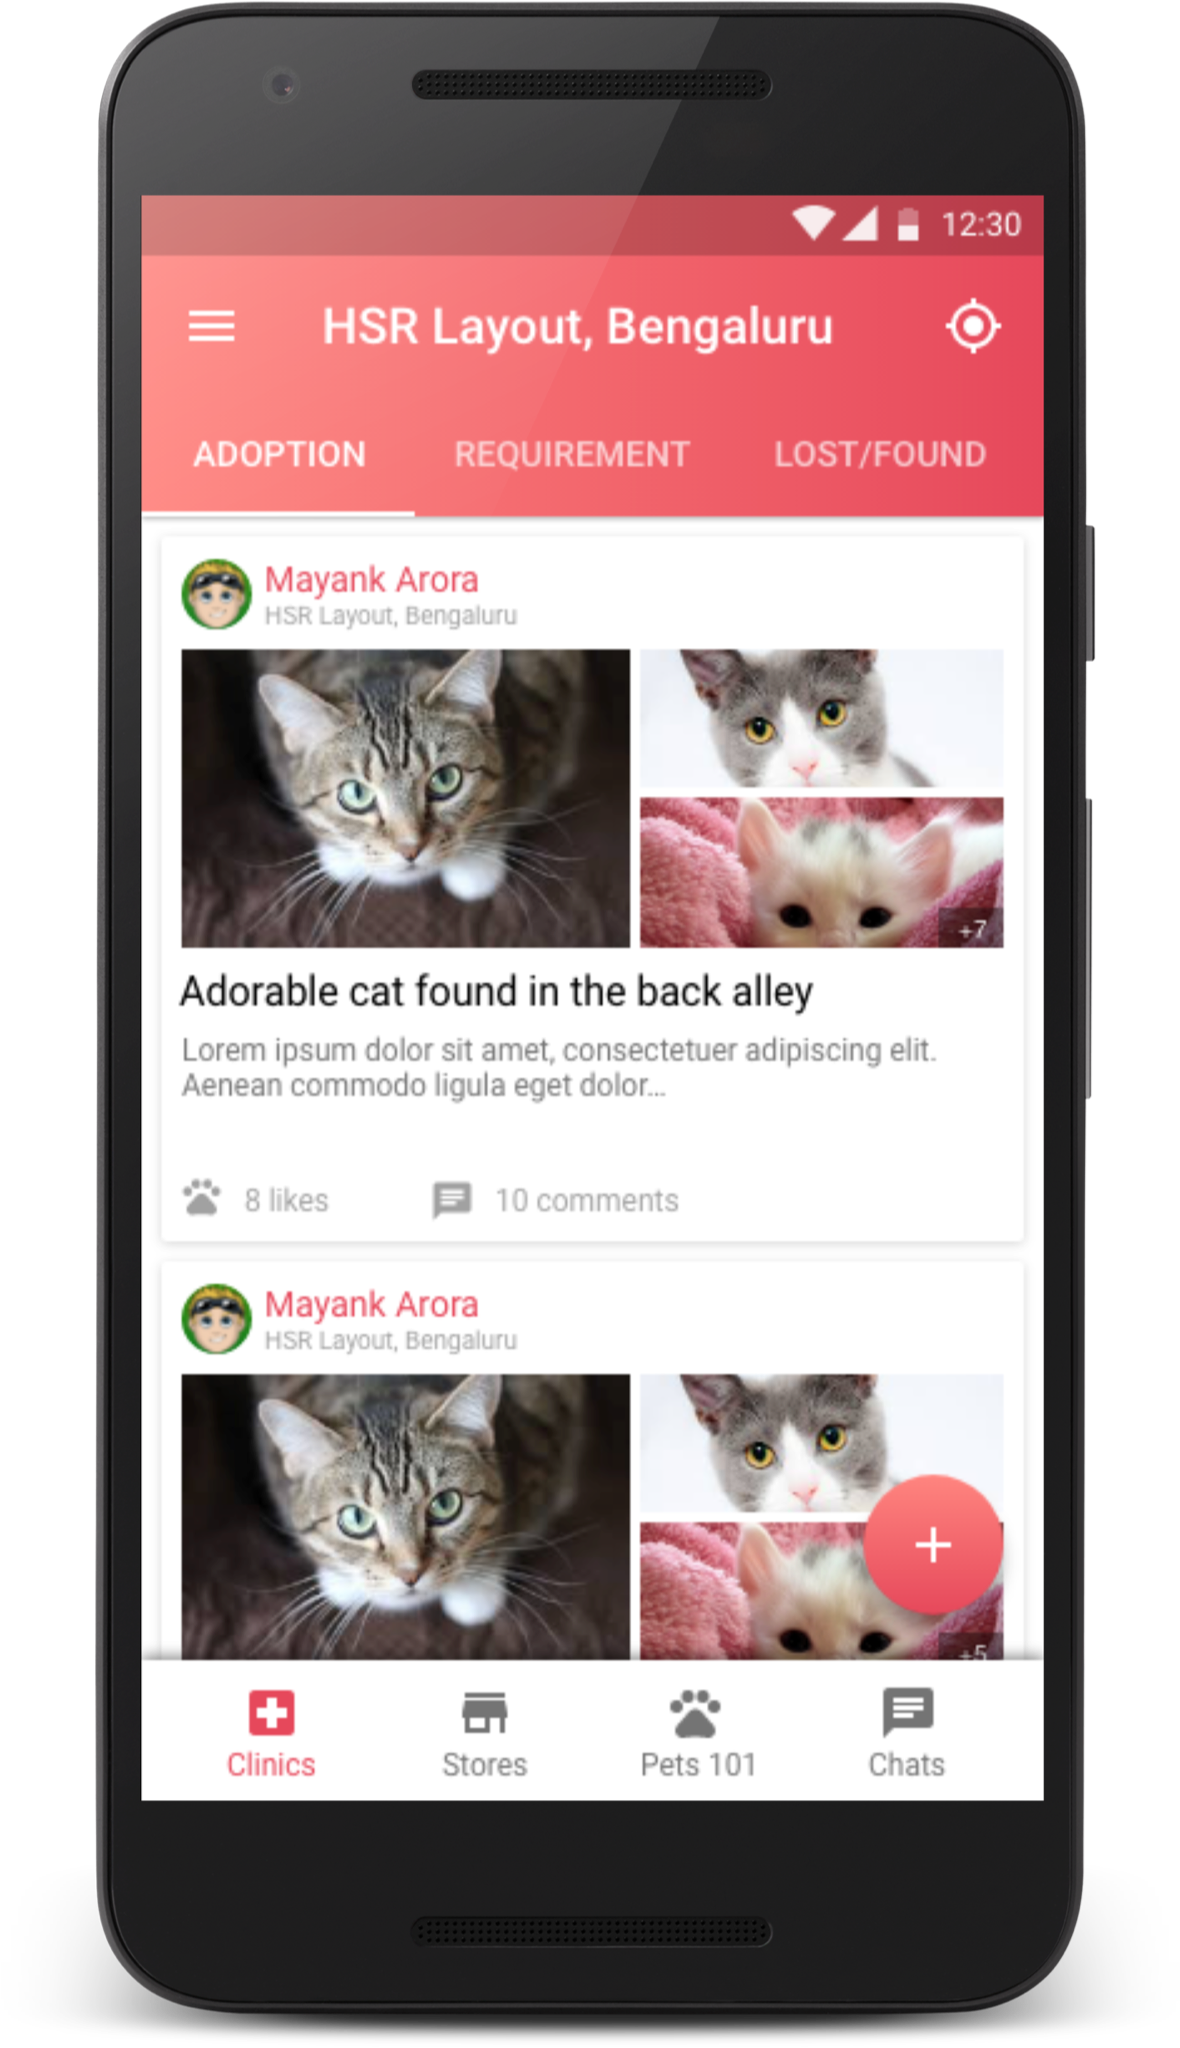 12:30
HSR Layout, Bengaluru
ADOPTION REQUIREMENT LOST/FOUND
Mayank Arora
HSR Layout, Bengaluru
+7
Adorable cat found in the back alley
Lorem ipsum dolor sit amet, consectetuer adipiscing elit.
Aenean commodo ligula eget dolor...
8 likes 10 comments
Mayank Arora
HSR Layout, Bengaluru
+5
Clinics Stores Pets 101 Chats